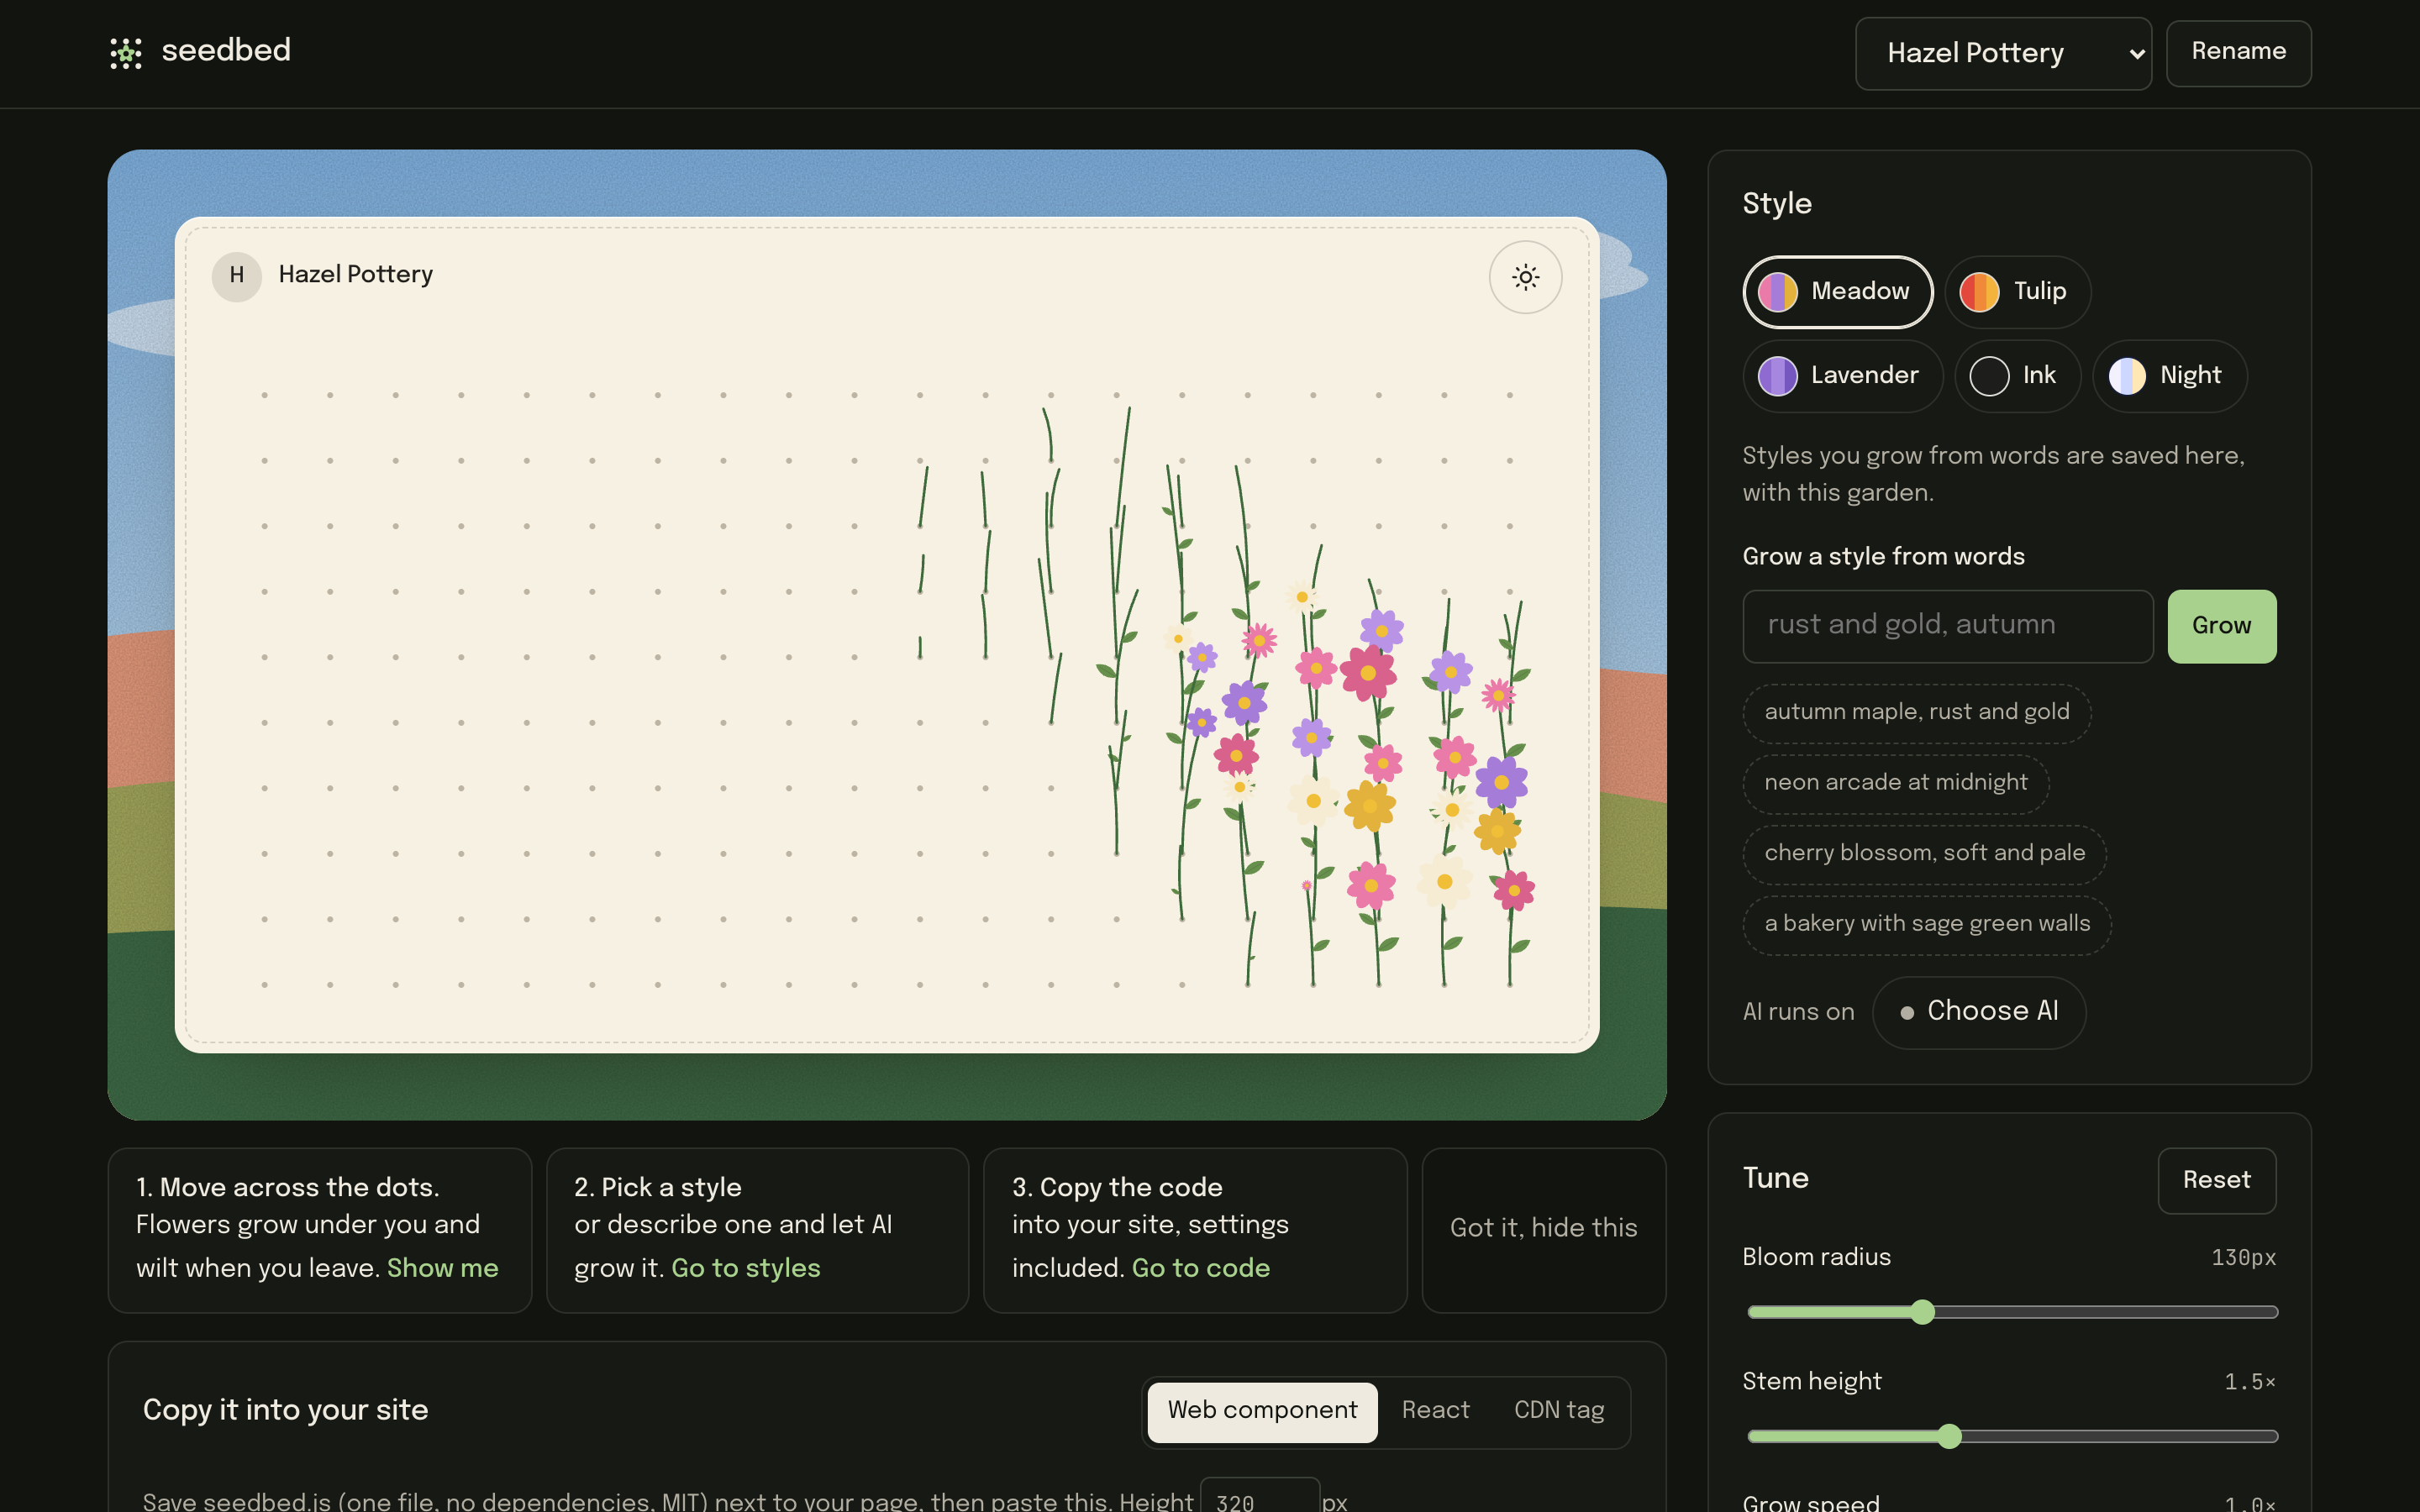 seedbed
Hazel Pottery
Rename
H
Hazel Pottery
Style
Meadow
Tulip
Lavender
Ink
Night
Styles you grow from words are saved here,
with this garden.
Grow a style from words
rust and gold, autumn
Grow
autumn maple, rust and gold
neon arcade at midnight
cherry blossom, soft and pale
a bakery with sage green walls
AI runs on
Choose AI
1. Move across the dots.
Flowers grow under you and
wilt when you leave. Show me
2. Pick a style
or describe one and let AI
grow it. Go to styles
3. Copy the code
into your site, settings
included. Go to code
Got it, hide this
Tune
Reset
Bloom radius
130px
Stem height
1.5×
Grow speed
1.0×
Copy it into your site
Web component
React
CDN tag
Save seedbed.js (one file, no dependencies, MIT) next to your page, then paste this. Height 320 px